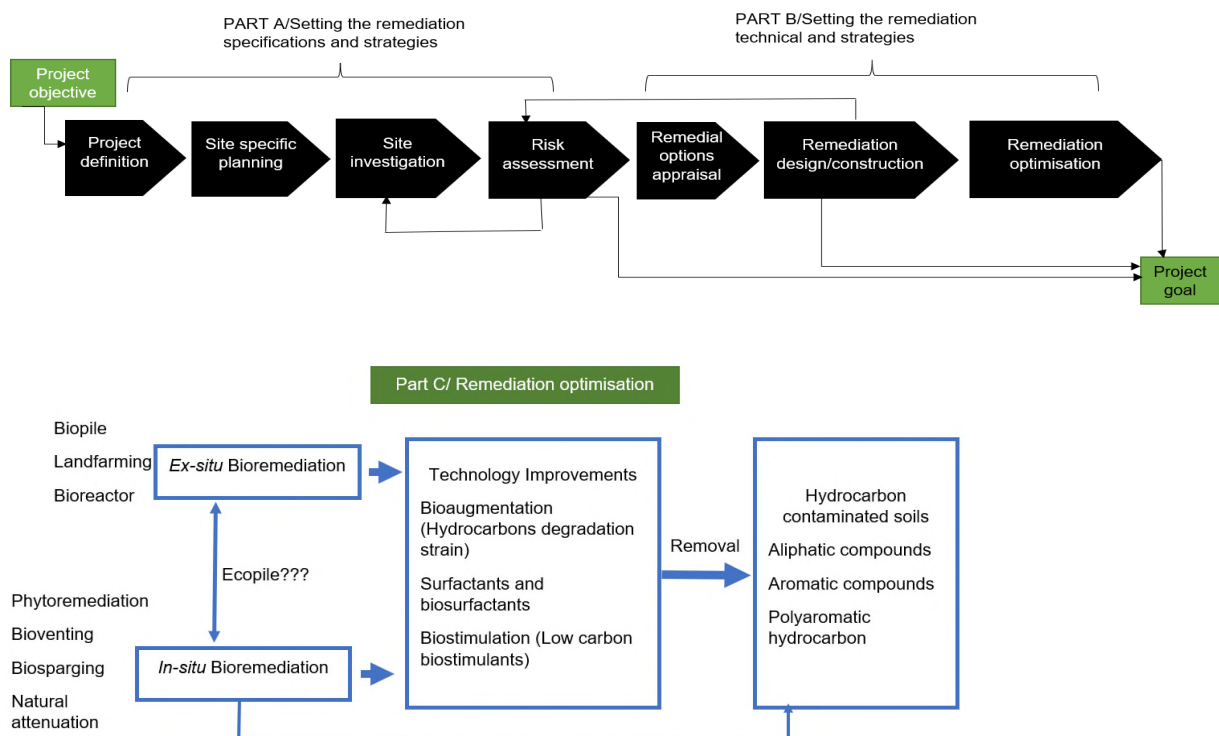 PART A/Setting the remediation
specifications and strategies
PART B/Setting the remediation
technical and strategies
Project
objective
Project
definition
Site specific
planning
Site
investigation
Risk
assessment
Remedial
options
appraisal
Remediation
design/construction
Remediation
optimisation
Project
goal
Part C/ Remediation optimisation
Biopile
Landfarming
Bioreactor
Ex-situ Bioremediation
Ecopile???
Phytoremediation
Bioventing
Biosparging
Natural
attenuation
In-situ Bioremediation
Technology Improvements
Bioaugmentation
(Hydrocarbons degradation
strain)
Surfactants and
biosurfactants
Biostimulation (Low carbon
biostimulants)
Removal
Hydrocarbon
contaminated soils
Aliphatic compounds
Aromatic compounds
Polyaromatic
hydrocarbon